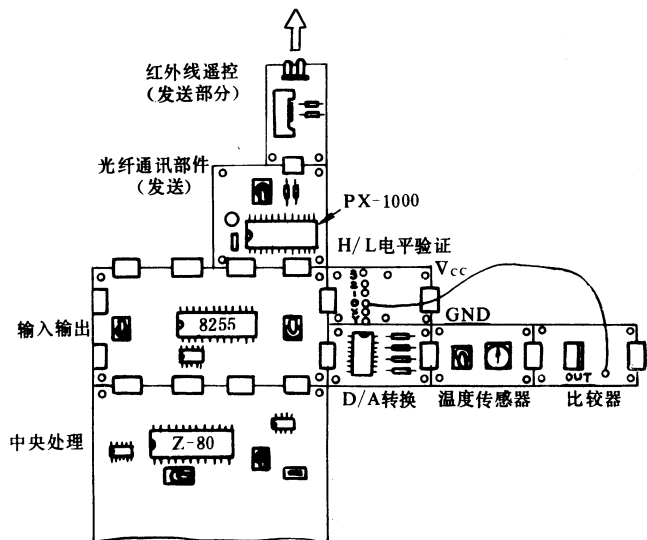 红外线遥控
（发送部分）
光纤通讯部件
（发送）
PX-1000
H/L电平验证
Vcc
GND
输入输出
8255
OUT
D/A转换
温度传感器
比较器
中央处理
Z-80